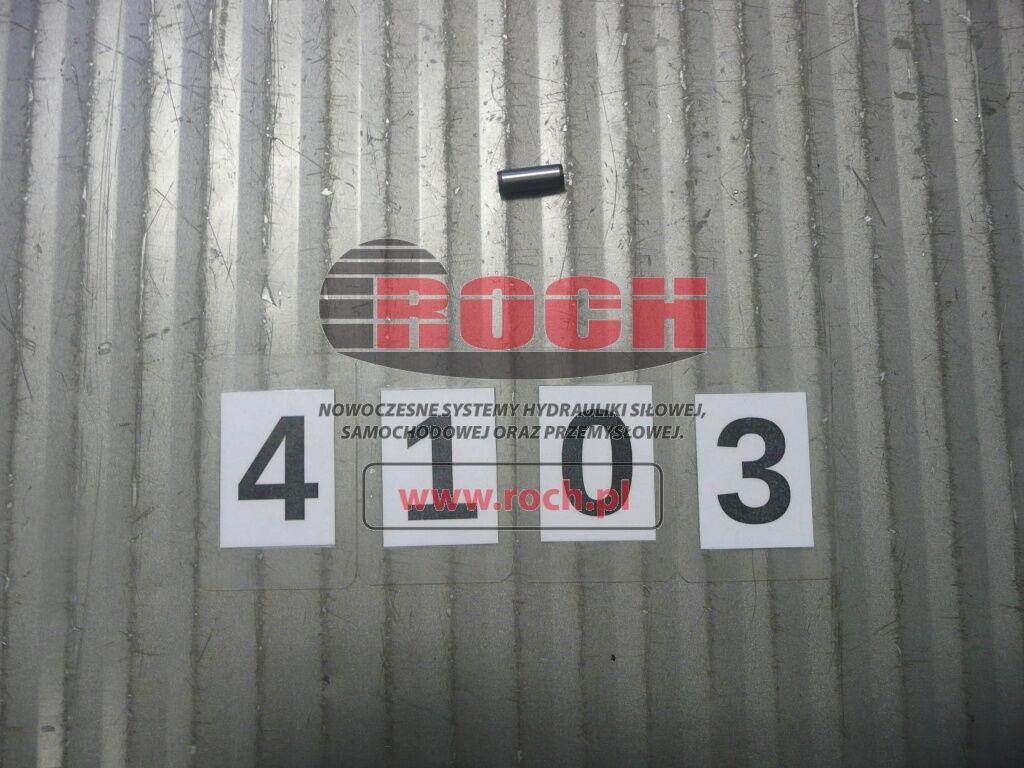 ROCH
NOWOCZESNE SYSTEMY HYDRAULIKI SIŁOWEJ,
SAMOCHODOWEJ ORAZ PRZEMYSŁOWEJ.
4 1 0 3
www.roch.pl